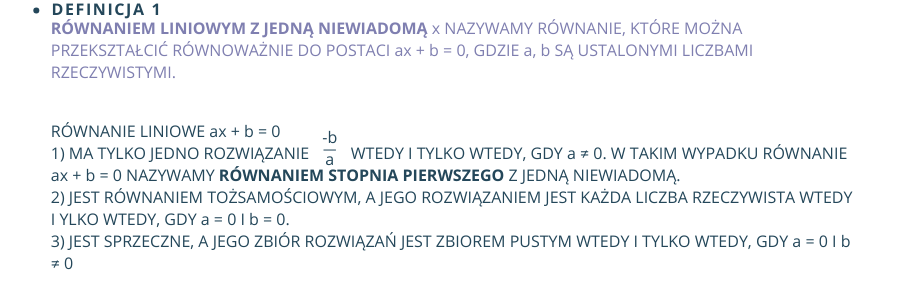 • DEFINICJA 1
RÓWNANIEM LINIOWYM Z JEDNĄ NIEWIADOMĄ x NAZYWAMY RÓWNANIE, KTÓRE MOŻNA
PRZEKSZTAŁCIĆ RÓWNOWAŻNIE DO POSTACI ax + b = 0, GDZIE a, b SĄ USTALONYMI LICZBAMI
RZECZYWISTYMI.
RÓWNANIE LINIOWE ax + b = 0
1) MA TYLKO JEDNO ROZWIĄZANIE -b/a WTEDY I TYLKO WTEDY, GDY a ≠ 0. W TAKIM WYPADKU RÓWNANIE
ax + b = 0 NAZYWAMY RÓWNANIEM STOPNIA PIERWSZEGO Z JEDNĄ NIEWIADOMĄ.
2) JEST RÓWNANIEM TOŻSAMOŚCIOWYM, A JEGO ROZWIĄZANIEM JEST KAŻDA LICZBA RZECZYWISTA WTEDY
I YLKO WTEDY, GDY a = 0 I b = 0.
3) JEST SPRZECZNE, A JEGO ZBIÓR ROZWIĄZAŃ JEST ZBIOREM PUSTYM WTEDY I TYLKO WTEDY, GDY a = 0 I b
≠ 0